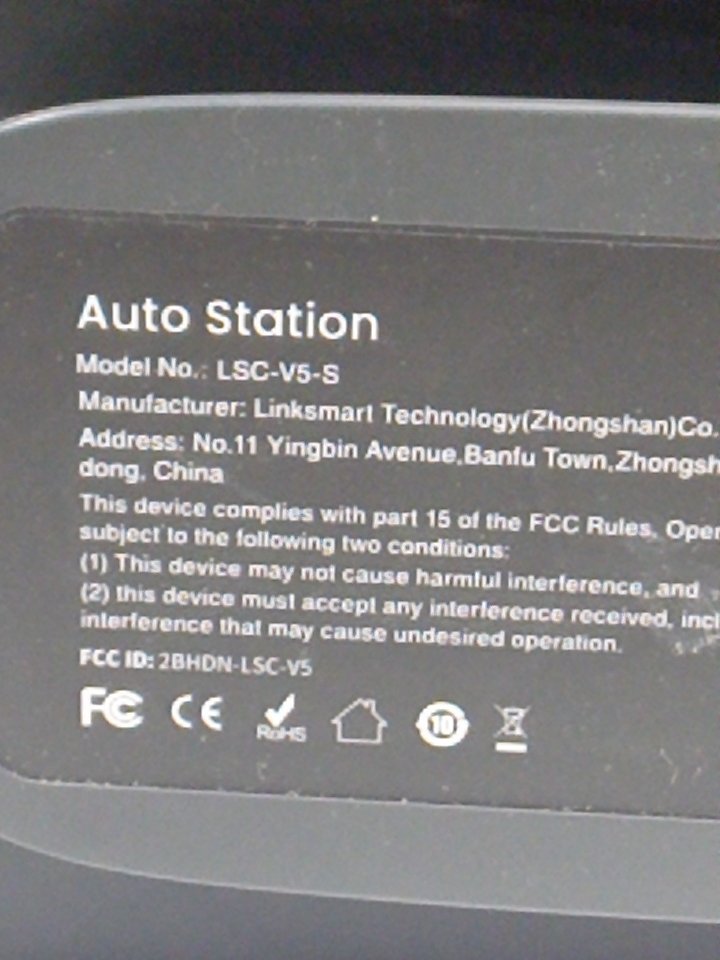 Auto Station
Model No.: LSC-V5-S
Manufacturer: Linksmart Technology(Zhongshan)Co.
Address: No.11 Yingbin Avenue,Banfu Town,Zhongsh
dong, China
This device complies with part 15 of the FCC Rules. Oper
subject to the following two conditions:
(1) This device may not cause harmful interference, and
(2) this device must accept any interference received, incl
interference that may cause undesired operation.
FCC ID: 2BHDN-LSC-V5
FC CE RoHS 10